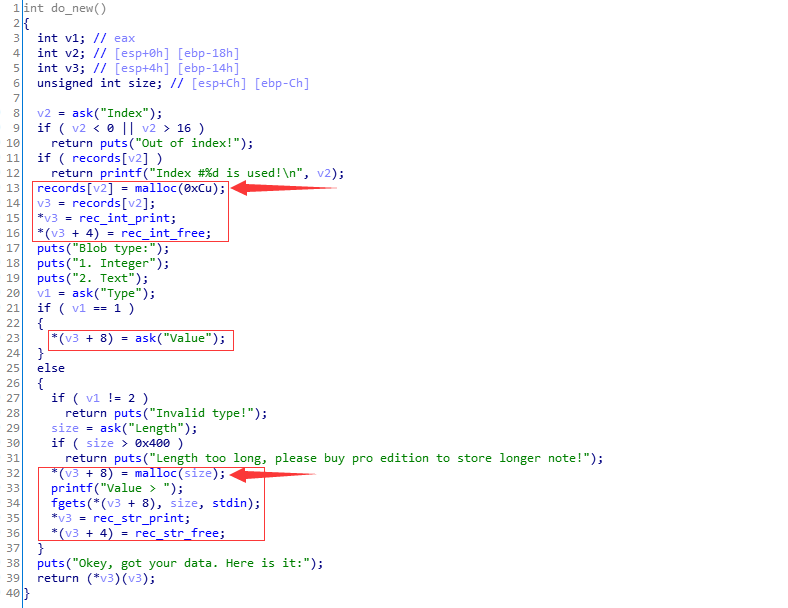 1 int do_new()
2 {
3   int v1; // eax
4   int v2; // [esp+0h] [ebp-18h]
5   int v3; // [esp+4h] [ebp-14h]
6   unsigned int size; // [esp+Ch] [ebp-Ch]
7
8   v2 = ask("Index");
9   if ( v2 < 0 || v2 > 16 )
10     return puts("Out of index!");
11   if ( records[v2] )
12     return printf("Index #%d is used!\n", v2);
13   records[v2] = malloc(0xCu);
14   v3 = records[v2];
15   *v3 = rec_int_print;
16   *(v3 + 4) = rec_int_free;
17   puts("Blob type:");
18   puts("1. Integer");
19   puts("2. Text");
20   v1 = ask("Type");
21   if ( v1 == 1 )
22   {
23     *(v3 + 8) = ask("Value");
24   }
25   else
26   {
27     if ( v1 != 2 )
28       return puts("Invalid type!");
29     size = ask("Length");
30     if ( size > 0x400 )
31       return puts("Length too long, please buy pro edition to store longer note!");
32     *(v3 + 8) = malloc(size);
33     printf("Value > ");
34     fgets(*(v3 + 8), size, stdin);
35     *v3 = rec_str_print;
36     *(v3 + 4) = rec_str_free;
37   }
38   puts("Okey, got your data. Here is it:");
39   return (*v3)(v3);
40 }